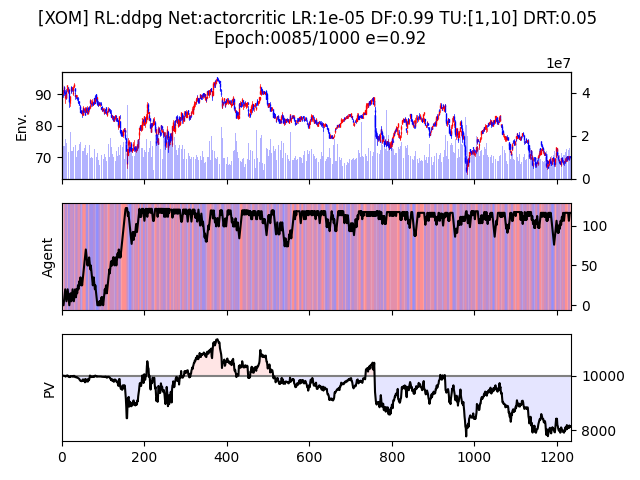 [XOM] RL:ddpg Net:actorcritic LR:1e-05 DF:0.99 TU:[1,10] DRT:0.05
Epoch:0085/1000 e=0.92
1e7
Env.
90
80
70
4
2
0
Agent
100
50
0
PV
10000
8000
0 200 400 600 800 1000 1200